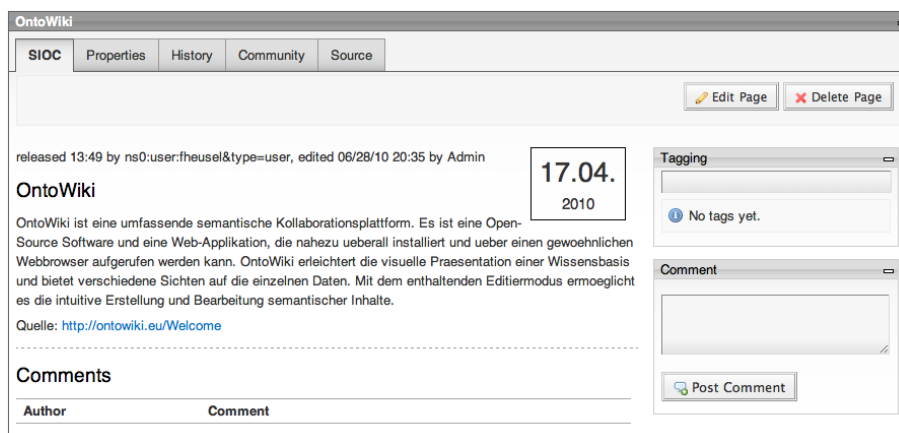 OntoWiki
SIOC Properties History Community Source
Edit Page Delete Page
released 13:49 by ns0:user:fheusel&type=user, edited 06/28/10 20:35 by Admin
17.04.
2010
OntoWiki
OntoWiki ist eine umfassende semantische Kollaborationsplattform. Es ist eine Open-
Source Software und eine Web-Applikation, die nahezu ueberall installiert und ueber einen gewoehnlichen
Webbrowser aufgerufen werden kann. OntoWiki erleichtert die visuelle Praesentation einer Wissensbasis
und bietet verschiedene Sichten auf die einzelnen Daten. Mit dem enthaltenden Editiermodus ermoeglicht
es die intuitive Erstellung und Bearbeitung semantischer Inhalte.
Quelle: http://ontowiki.eu/Welcome
Comments
Author Comment
Tagging
No tags yet.
Comment
Post Comment